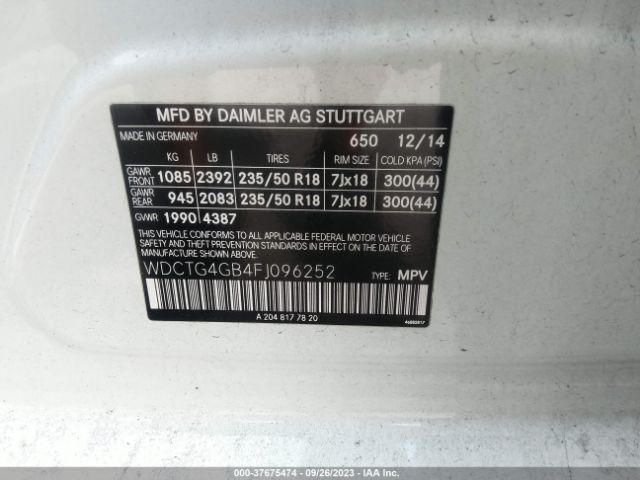 MFD BY DAIMLER AG STUTTGART
MADE IN GERMANY 650 12/14
KG LB TIRES RIM SIZE COLD KPA (PSI)
GAWR FRONT 1085 2392 235/50 R18 7Jx18 300(44)
GAWR REAR 945 2083 235/50 R18 7Jx18 300(44)
GVWR 1990 4387
THIS VEHICLE CONFORMS TO ALL APPLICABLE FEDERAL MOTOR VEHICLE
SAFETY BUMPER, AND THEFT PREVENTION STANDARDS IN
EFFECT ON THE DATE OF MANUFACTURE SHOWN ABOVE.
WDCTG4GB4FJ096252 TYPE: MPV
A 204 817 78 20
000-37675474 - 09/26/2023 - IAA Inc.